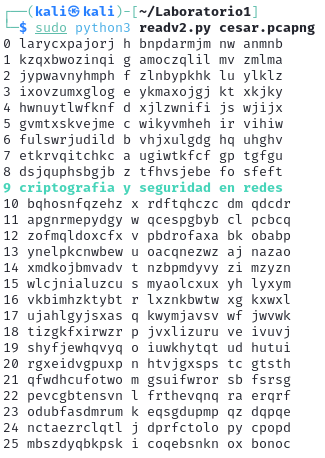 (kali㉿kali)-[~/Laboratorio1]
$ sudo python3 readv2.py cesar.pcapng
0 larycxpajorj h bnpdarmjm nw anmnb
1 kzqxbwozinqi g amoczqlil mv zmlma
2 jypwavnyhmph f zlnbypkhk lu ylklz
3 ixovzumxglog e ykmaxojgj kt xkjky
4 hwnuytlwfknf d xjlzwnifi js wjijx
5 gvmtxskvejme c wikyvmheh ir vihiw
6 fulswrjudild b vhjxulgdg hq uhghv
7 etkrvqitchkc a ugiwtkfcf gp tgfgu
8 dsjquphsbgjb z tfhvsjebe fo sfeft
9 criptografia y seguridad en redes
10 bqhosnfqzehz x rdftqhczc dm qdcdr
11 apgnrmepydgy w qcespgbyb cl pcbcq
12 zofmqldoxcfx v pbdrofaxa bk obabp
13 ynelpkcnwbew u oacqnezwz aj nazao
14 xmdkojbmvadv t nzbpmdyvy zi mzyzn
15 wlcjnialuzcu s myaolcxux yh lyxym
16 vkbimhzktybt r lxznkbwtw xg kxwxl
17 ujahlgyjsxas q kwymjavsv wf jwvwk
18 tizgkfxirwzr p jvxlizuru ve ivuvj
19 shyfjewhqvyq o iuwkhytqt ud hutui
20 rgxeidvgpuxp n htvjgxsps tc gtsth
21 qfwdhcufotwo m gsuifwror sb fsrsg
22 pevcgbtensvn l frthevqnq ra erqrf
23 odubfasdmrum k eqsgdupmp qz dqpqe
24 nctaezrclqtl j dprfctolo py cpopd
25 mbszdyqbkpsk i coqebsnkn ox bonoc